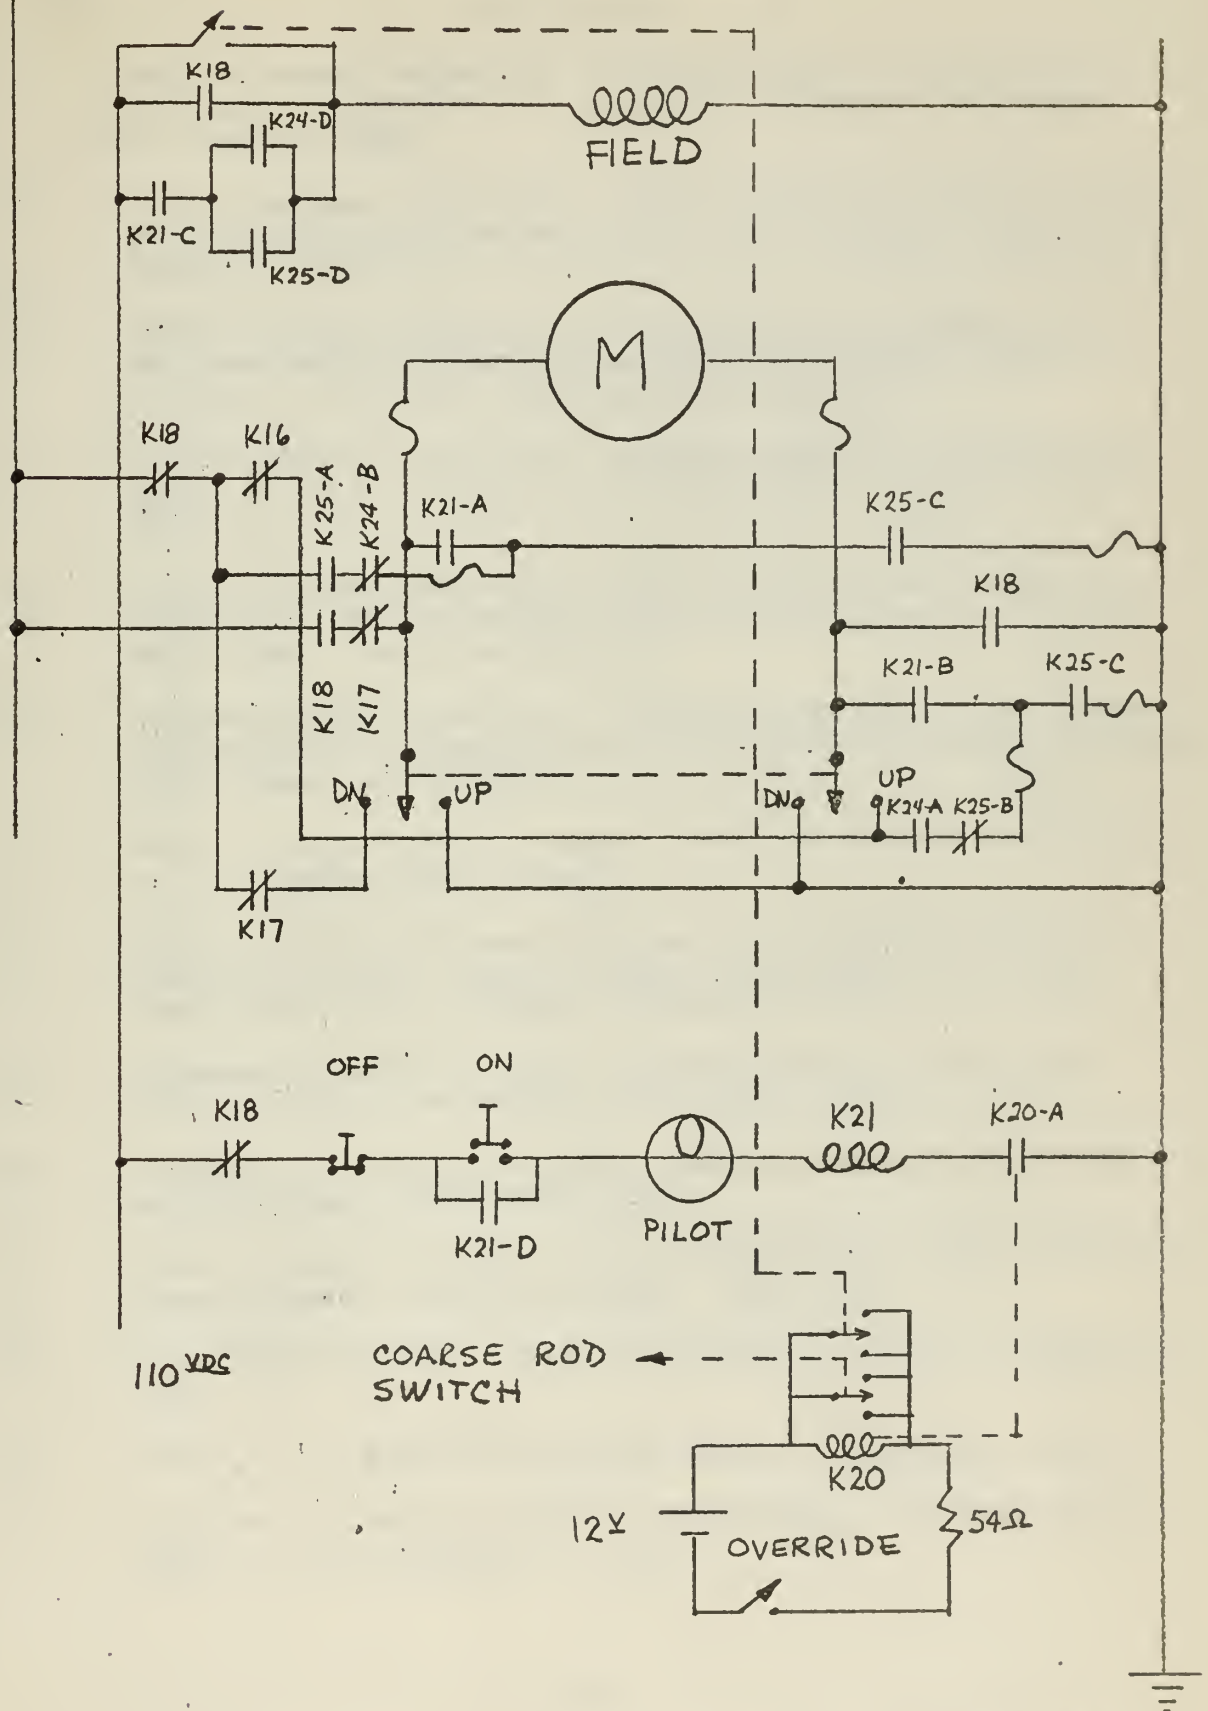 K18
K24-D
FIELD
K21-C
K25-D
M
K18
K16
K25-A
K24-B
K21-A
K25-C
K18
K21-B
K25-C
K18
K17
DN
UP
DN
UP
K24-A
K25-B
K17
OFF
ON
K18
K21
K20-A
K21-D
PILOT
110 VDC
COARSE ROD
SWITCH
K20
12 V
54Ω
OVERRIDE